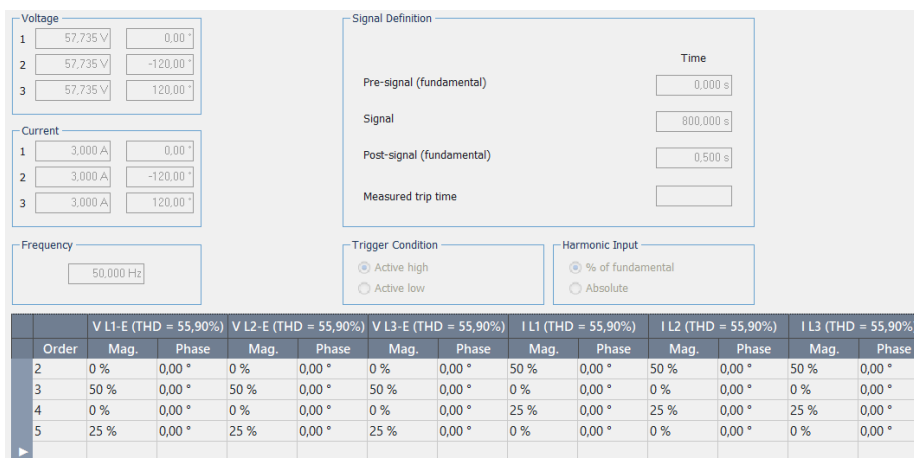 Voltage
1 57,735 V 0,00 °
2 57,735 V -120,00 °
3 57,735 V 120,00 °
Current
1 3,000 A 0,00 °
2 3,000 A -120,00 °
3 3,000 A 120,00 °
Frequency
50,000 Hz
Signal Definition
Time
Pre-signal (fundamental) 0,000 s
Signal 800,000 s
Post-signal (fundamental) 0,500 s
Measured trip time
Trigger Condition
Active high
Active low
Harmonic Input
% of fundamental
Absolute
V L1-E (THD = 55,90%) V L2-E (THD = 55,90%) V L3-E (THD = 55,90%) I L1 (THD = 55,90%) I L2 (THD = 55,90%) I L3 (THD = 55,90%
Order Mag. Phase Mag. Phase Mag. Phase Mag. Phase Mag. Phase Mag. Phase
2 0 % 0,00 ° 0 % 0,00 ° 0 % 0,00 ° 50 % 0,00 ° 50 % 0,00 ° 50 % 0,00 °
3 50 % 0,00 ° 50 % 0,00 ° 50 % 0,00 ° 0 % 0,00 ° 0 % 0,00 ° 0 % 0,00 °
4 0 % 0,00 ° 0 % 0,00 ° 0 % 0,00 ° 25 % 0,00 ° 25 % 0,00 ° 25 % 0,00 °
5 25 % 0,00 ° 25 % 0,00 ° 25 % 0,00 ° 0 % 0,00 ° 0 % 0,00 ° 0 % 0,00 °